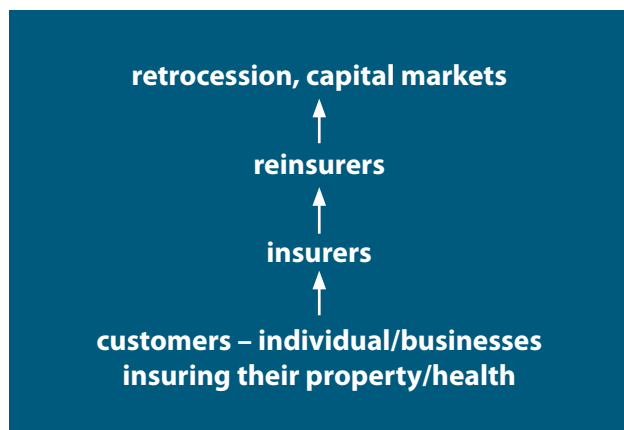 retrocession, capital markets
reinsurers
insurers
customers – individual/businesses
insuring their property/health